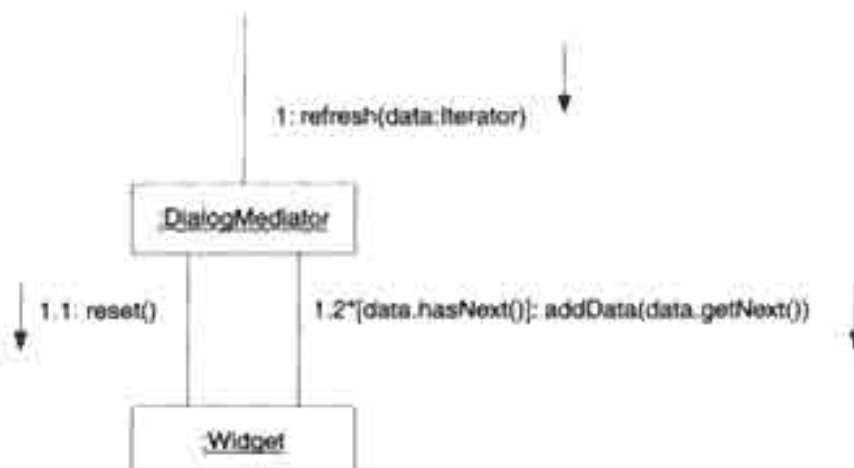 1: refresh(data:Iterator)
:DialogMediator
1.1: reset()
1.2*[data.hasNext()]: addData(data.getNext())
:Widget